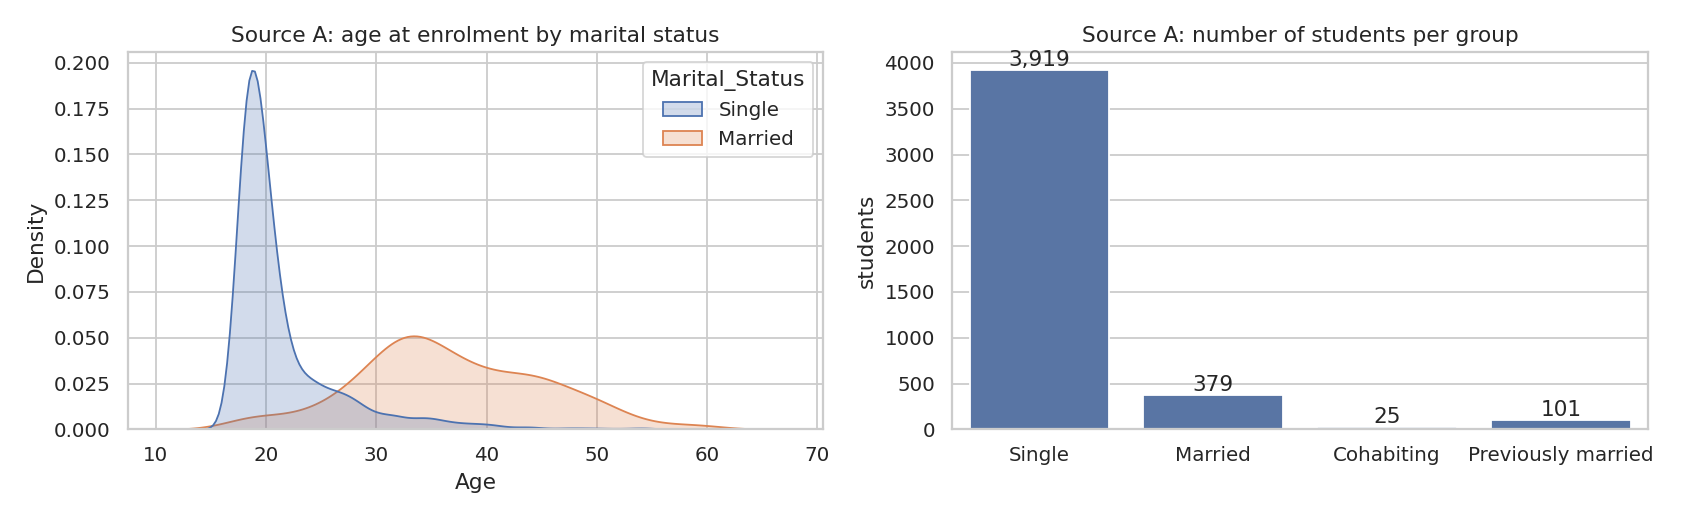 Source A: age at enrolment by marital status
0.200
0.175
0.150
0.125
0.100
0.075
0.050
0.025
0.000
Density
Marital_Status
Single
Married
10 20 30 40 50 60 70
Age
Source A: number of students per group
4000
3500
3000
2500
2000
1500
1000
500
0
students
3,919
379
25
101
Single Married Cohabiting Previously married